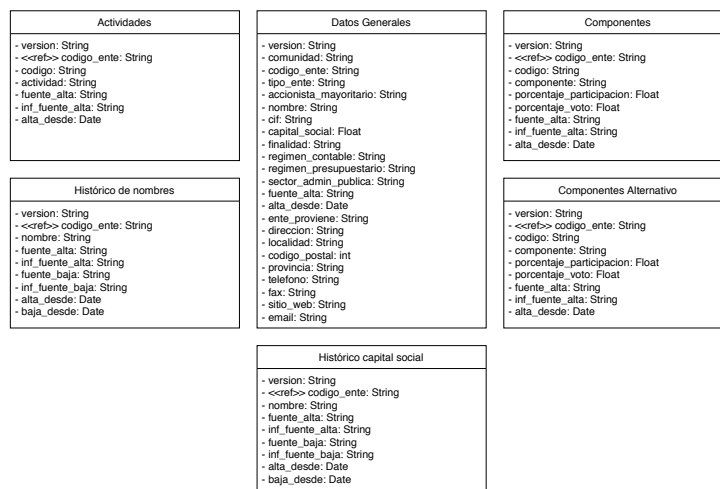 Actividades
- version: String
- <<ref>> codigo_ente: String
- codigo: String
- actividad: String
- fuente_alta: String
- inf_fuente_alta: String
- alta_desde: Date
Datos Generales
- version: String
- comunidad: String
- codigo_ente: String
- tipo_ente: String
- accionista_mayoritario: String
- nombre: String
- cif: String
- capital_social: Float
- finalidad: String
- regimen_contable: String
- regimen_presupuestario: String
- sector_admin_publica: String
- fuente_alta: String
- alta_desde: Date
- ente_proviene: String
- direccion: String
- localidad: String
- codigo_postal: int
- provincia: String
- telefono: String
- fax: String
- sitio_web: String
- email: String
Componentes
- version: String
- <<ref>> codigo_ente: String
- codigo: String
- componente: String
- porcentaje_participacion: Float
- porcentaje_voto: Float
- fuente_alta: String
- inf_fuente_alta: String
- alta_desde: Date
Histórico de nombres
- version: String
- <<ref>> codigo_ente: String
- nombre: String
- fuente_alta: String
- inf_fuente_alta: String
- fuente_baja: String
- inf_fuente_baja: String
- alta_desde: Date
- baja_desde: Date
Componentes Alternativo
- version: String
- <<ref>> codigo_ente: String
- codigo: String
- componente: String
- porcentaje_participacion: Float
- porcentaje_voto: Float
- fuente_alta: String
- inf_fuente_alta: String
- alta_desde: Date
Histórico capital social
- version: String
- <<ref>> codigo_ente: String
- nombre: String
- fuente_alta: String
- inf_fuente_alta: String
- fuente_baja: String
- inf_fuente_baja: String
- alta_desde: Date
- baja_desde: Date